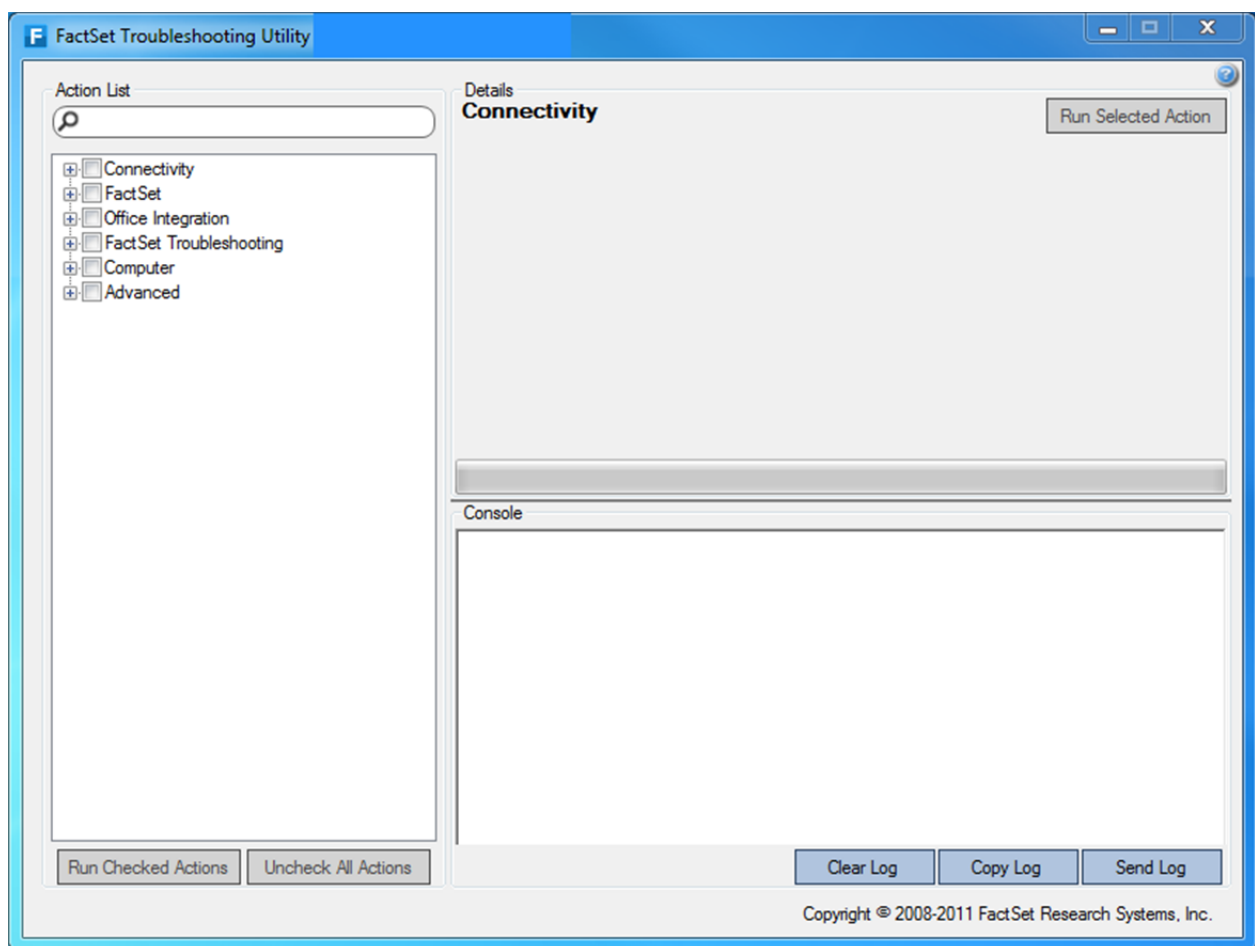 F FactSet Troubleshooting Utility
Action List
Connectivity
FactSet
Office Integration
FactSet Troubleshooting
Computer
Advanced
Run Checked Actions
Uncheck All Actions
Details
Connectivity
Run Selected Action
Console
Clear Log
Copy Log
Send Log
Copyright © 2008-2011 FactSet Research Systems, Inc.